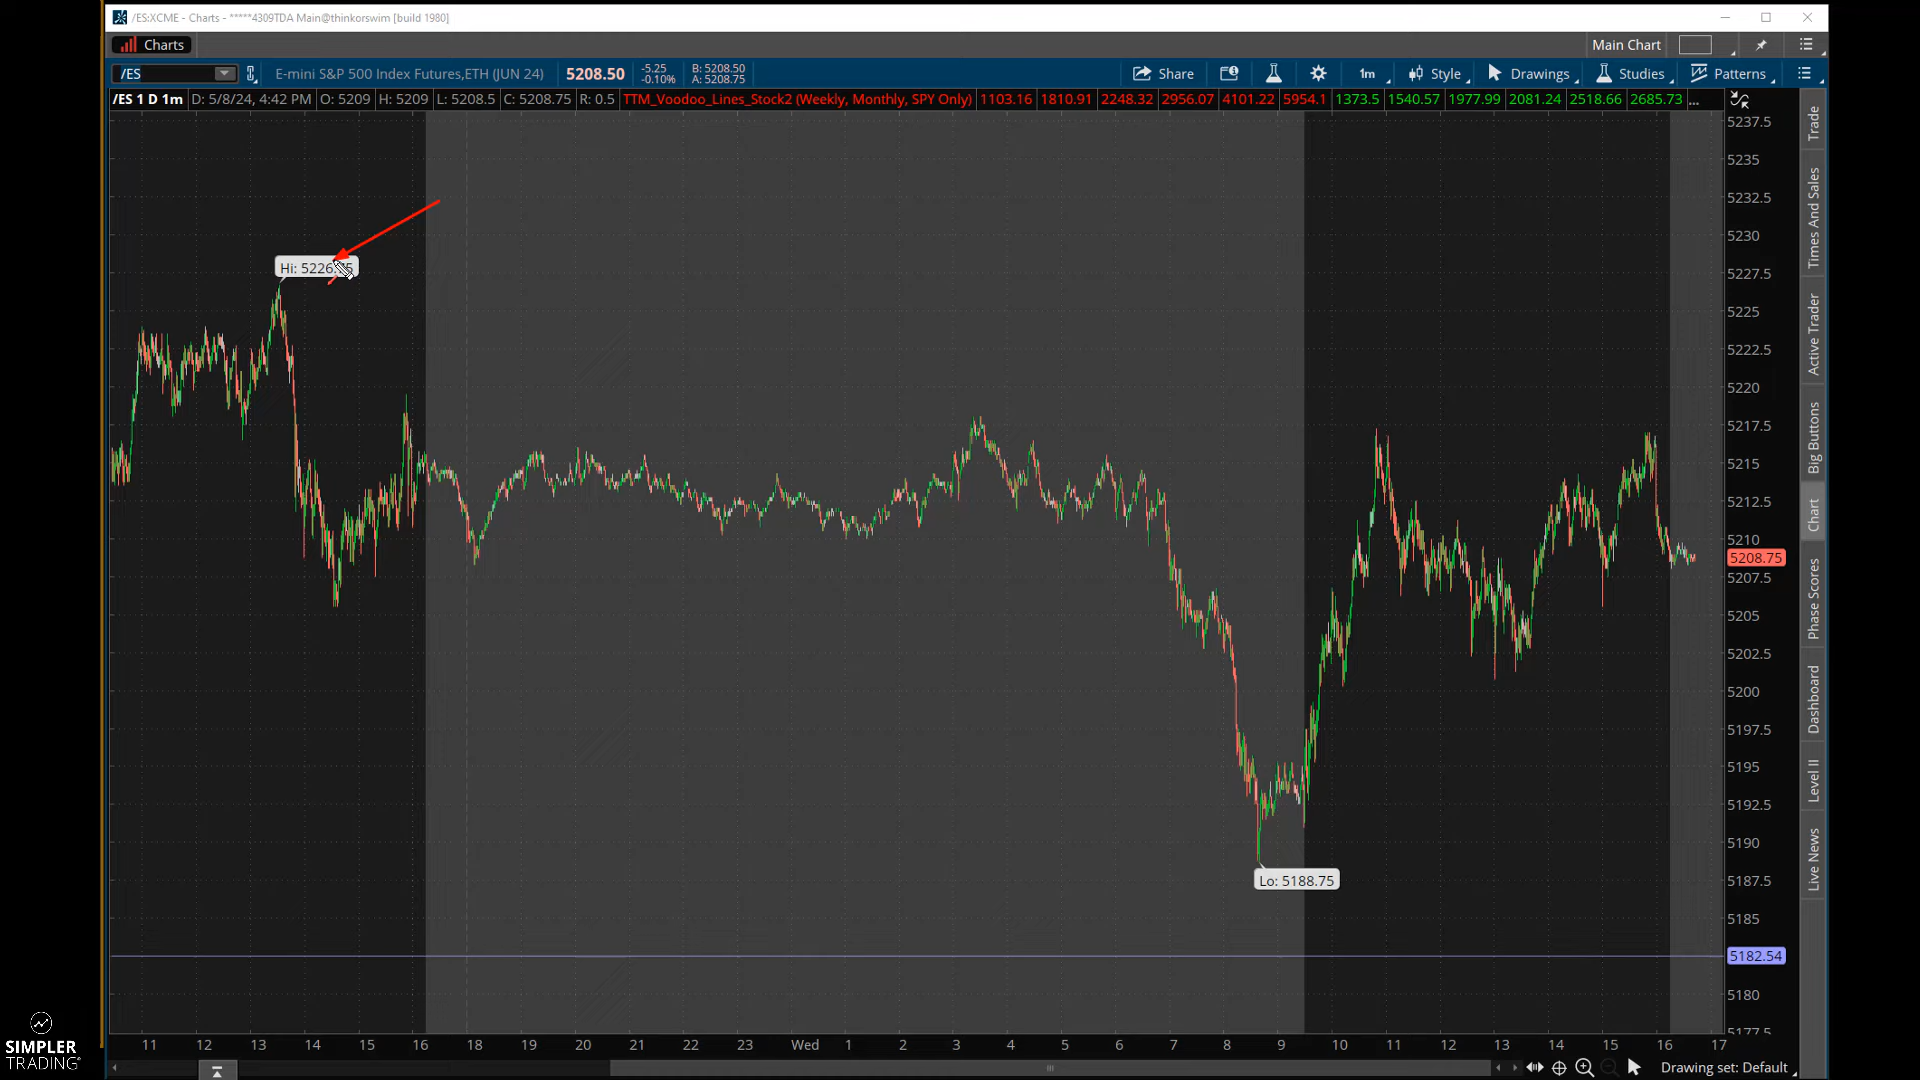 /ES:XCME - Charts - *****4309TDA Main@thinkorswim [build 1980]
Charts
Main Chart
/ES
E-mini S&P 500 Index Futures,ETH (JUN 24)
5208.50
-5.25
-0.10%
B: 5208.50
A: 5208.75
Share
1m
Style
Drawings
Studies
Patterns
/ES 1 D 1m
D: 5/8/24, 4:42 PM
O: 5209
H: 5209
L: 5208.5
C: 5208.75
R: 0.5
TTM_Voodoo_Lines_Stock2 (Weekly, Monthly, SPY Only)
1103.16
1810.91
2248.32
2956.07
4101.22
5954.1
1373.5
1540.57
1977.99
2081.24
2518.66
2685.73
...
5237.5
5235
5232.5
5230
5227.5
5225
5222.5
5220
5217.5
5215
5212.5
5210
5208.75
5207.5
5205
5202.5
5200
5197.5
5195
5192.5
5190
5187.5
5185
5182.54
5180
5177.5
Hi: 5226.75
Lo: 5188.75
Trade
Times And Sales
Active Trader
Big Buttons
Chart
Phase Scores
Dashboard
Level II
Live News
11
12
13
14
15
16
18
19
20
21
22
23
Wed
1
2
3
4
5
6
7
8
9
10
11
12
13
14
15
16
17
Drawing set: Default
SIMPLER
TRADING